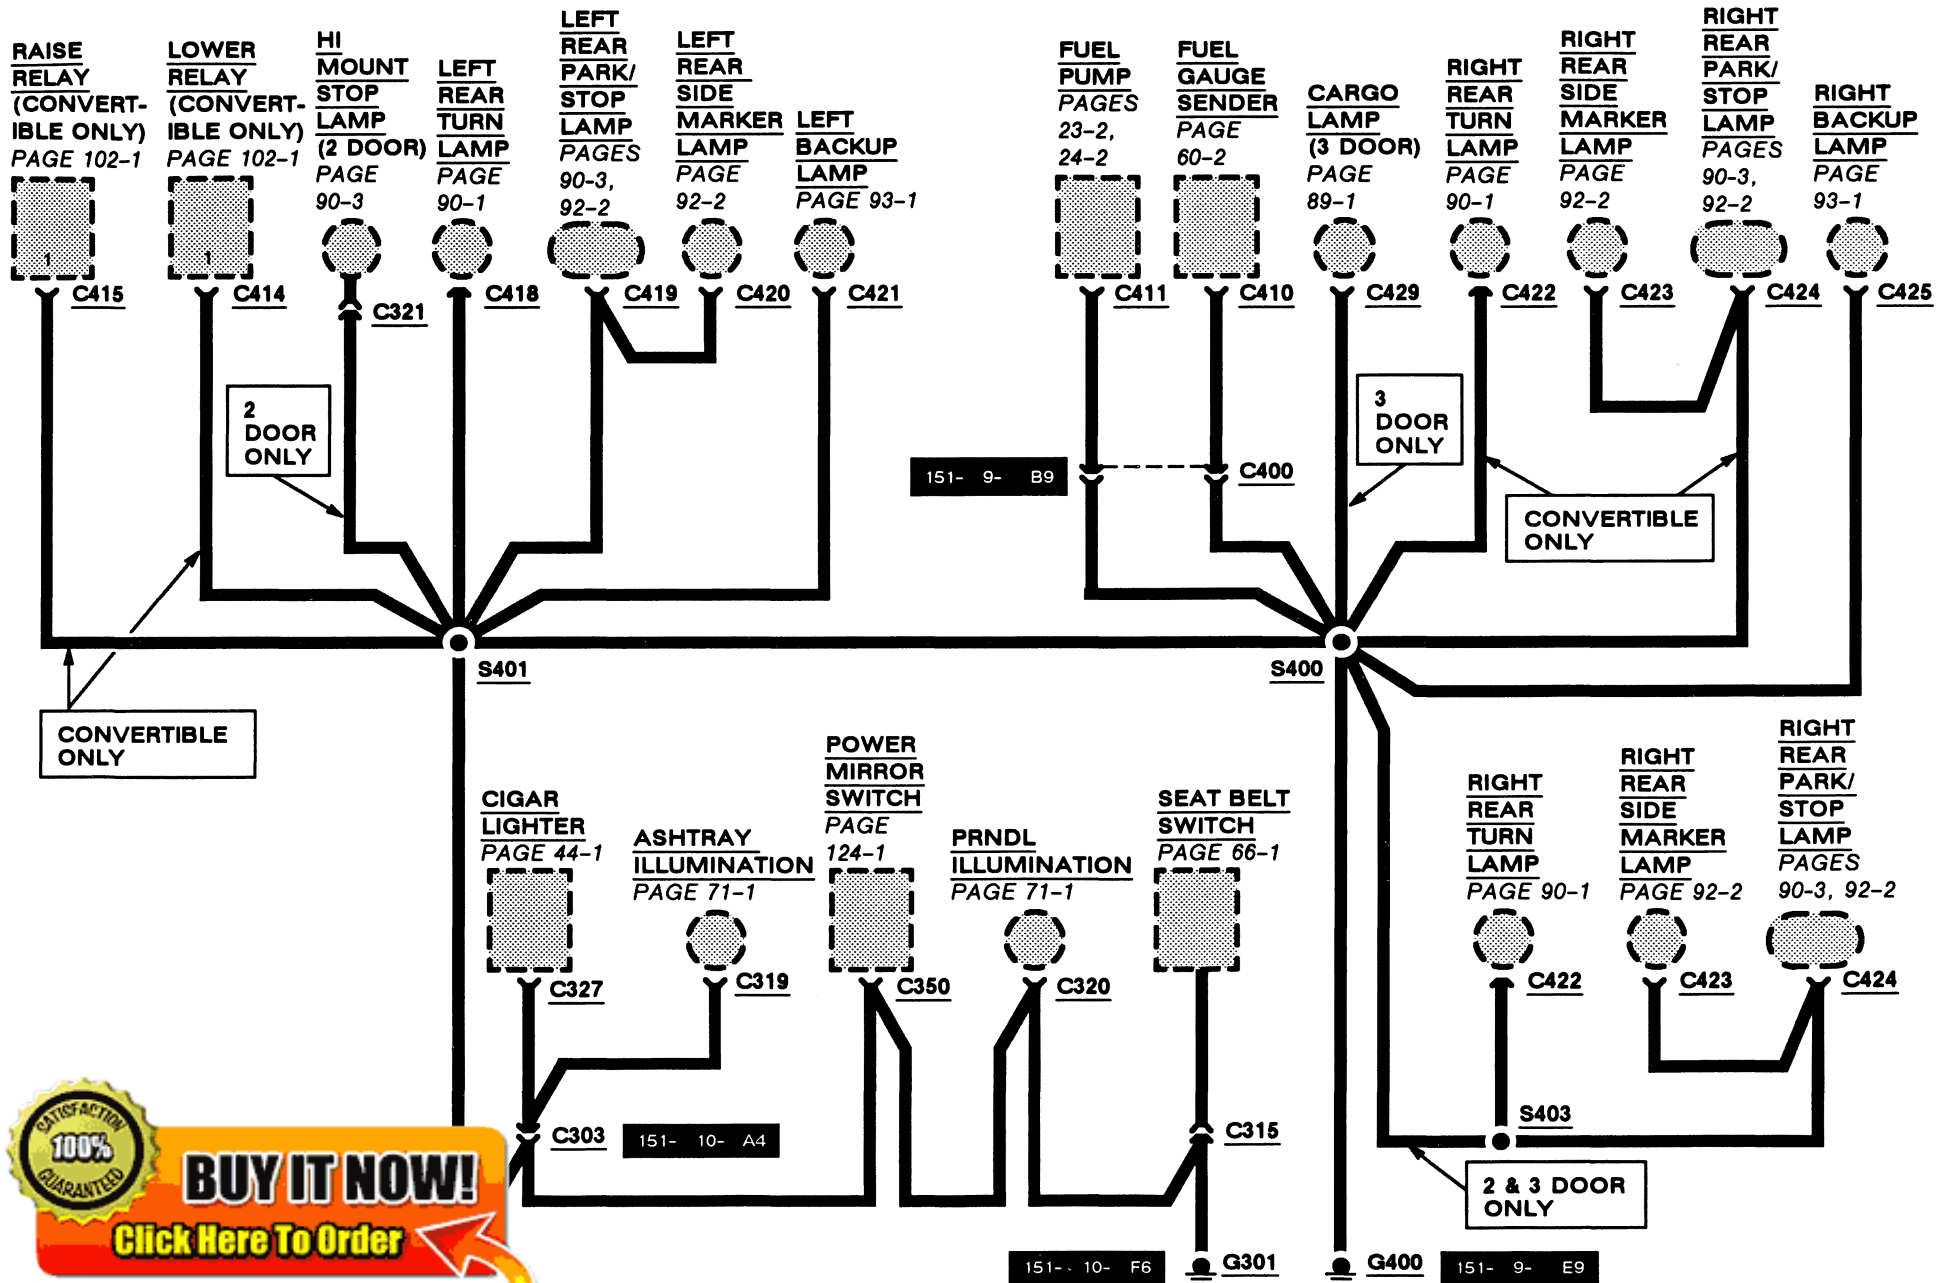 RAISE
RELAY
(CONVERT-
IBLE ONLY)
PAGE 102-1
LOWER
RELAY
(CONVERT-
IBLE ONLY)
PAGE 102-1
HI
MOUNT
STOP
LAMP
(2 DOOR)
PAGE
90-3
LEFT
REAR
TURN
LAMP
PAGE
90-1
LEFT
REAR
PARK/
STOP
LAMP
PAGES
90-3,
92-2
LEFT
REAR
SIDE
MARKER
LAMP
PAGE
92-2
LEFT
BACKUP
LAMP
PAGE 93-1
FUEL
PUMP
PAGES
23-2,
24-2
FUEL
GAUGE
SENDER
PAGE
60-2
CARGO
LAMP
(3 DOOR)
PAGE
89-1
RIGHT
REAR
TURN
LAMP
PAGE
90-1
RIGHT
REAR
SIDE
MARKER
LAMP
PAGE
92-2
RIGHT
REAR
PARK/
STOP
LAMP
PAGES
90-3,
92-2
RIGHT
BACKUP
LAMP
PAGE
93-1
1
1
C415
C414
C321
C418
C419
C420
C421
C411
C410
C429
C422
C423
C424
C425
2
DOOR
ONLY
3
DOOR
ONLY
151- 9- B9
C400
CONVERTIBLE
ONLY
S401
S400
CONVERTIBLE
ONLY
CIGAR
LIGHTER
PAGE 44-1
ASHTRAY
ILLUMINATION
PAGE 71-1
POWER
MIRROR
SWITCH
PAGE
124-1
PRNDL
ILLUMINATION
PAGE 71-1
SEAT BELT
SWITCH
PAGE 66-1
RIGHT
REAR
TURN
LAMP
PAGE 90-1
RIGHT
REAR
SIDE
MARKER
LAMP
PAGE 92-2
RIGHT
REAR
PARK/
STOP
LAMP
PAGES
90-3, 92-2
C327
C319
C350
C320
C422
C423
C424
C303
151- 10- A4
C315
S403
2 & 3 DOOR
ONLY
151- 10- F6
G301
G400
151- 9- E9
SATISFACTION
100%
GUARANTEED
BUY IT NOW!
Click Here To Order